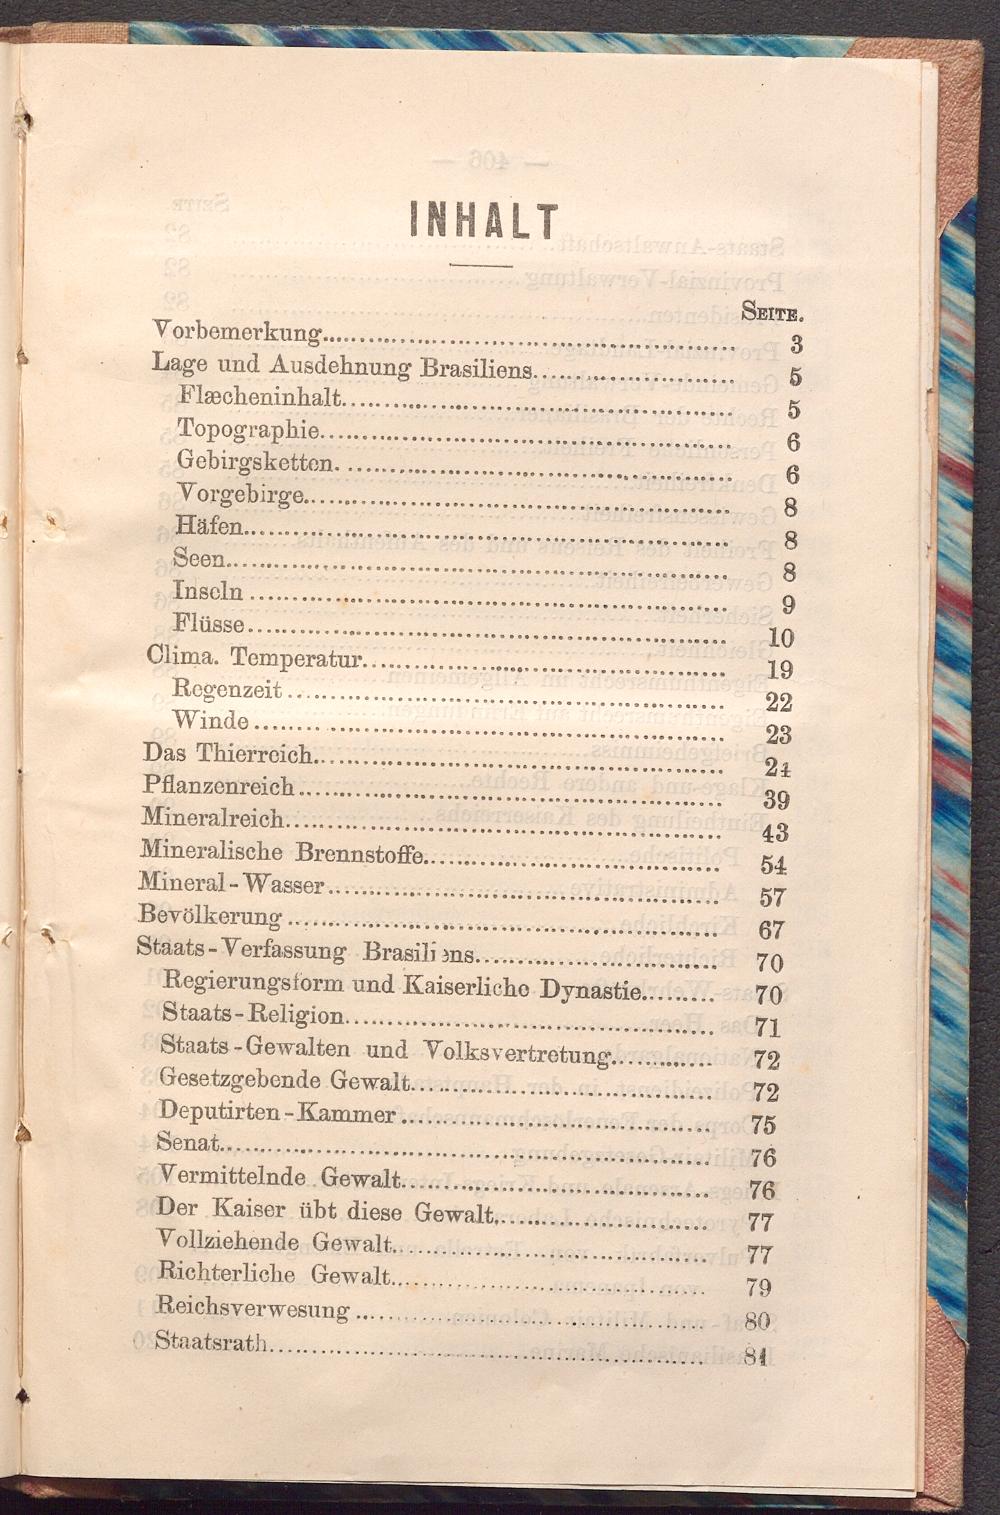 INHALT
SEITE.
Vorbemerkung 3
Lage und Ausdehnung Brasiliens 5
Flæcheninhalt 5
Topographie 6
Gebirgsketten 6
Vorgebirge 8
Häfen 8
Seen 8
Inseln 9
Flüsse 10
Clima. Temperatur 19
Regenzeit 22
Winde 23
Das Thierreich 24
Pflanzenreich 39
Mineralreich 43
Mineralische Brennstoffe 54
Mineral-Wasser 57
Bevölkerung 67
Staats-Verfassung Brasiliens 70
Regierungsform und Kaiserliche Dynastie 70
Staats-Religion 71
Staats-Gewalten und Volksvertretung 72
Gesetzgebende Gewalt 72
Deputirten-Kammer 75
Senat 76
Vermittelnde Gewalt 76
Der Kaiser übt diese Gewalt 77
Vollziehende Gewalt 77
Richterliche Gewalt 79
Reichsverwesung 80
Staatsrath 81